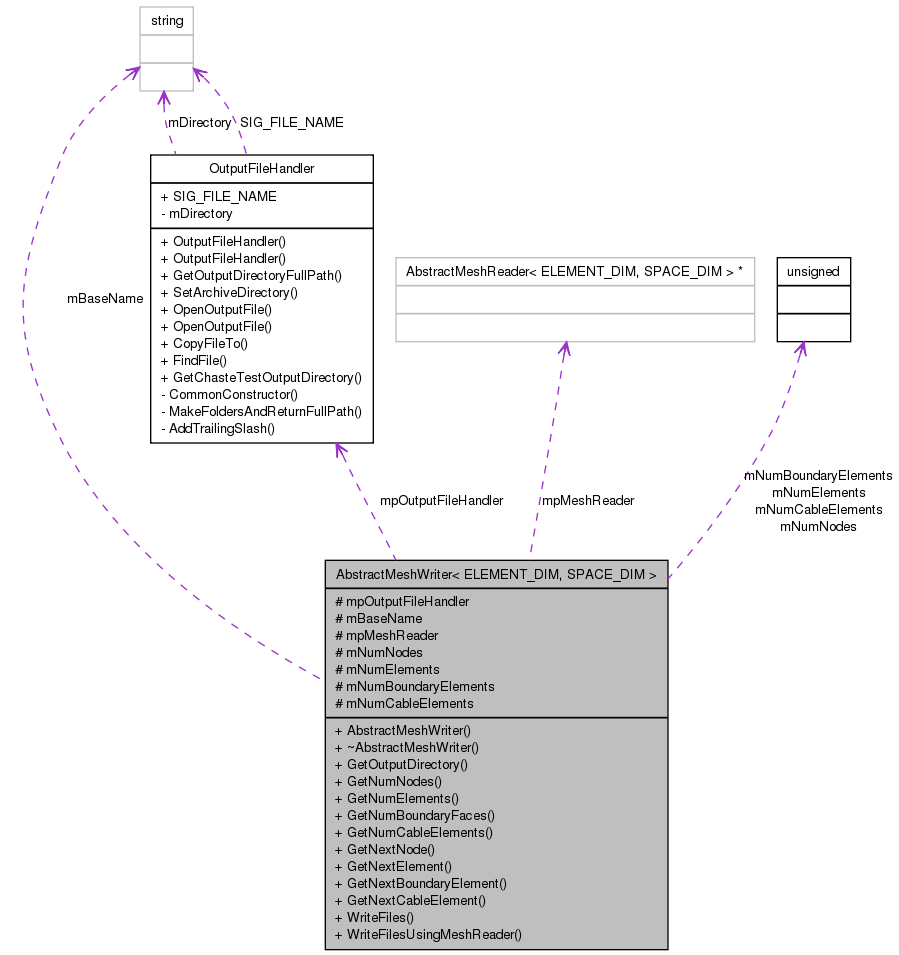 string
mDirectory
SIG_FILE_NAME
OutputFileHandler
+ SIG_FILE_NAME
- mDirectory
+ OutputFileHandler()
+ OutputFileHandler()
+ GetOutputDirectoryFullPath()
+ SetArchiveDirectory()
+ OpenOutputFile()
+ OpenOutputFile()
+ CopyFileTo()
+ FindFile()
+ GetChasteTestOutputDirectory()
- CommonConstructor()
- MakeFoldersAndReturnFullPath()
- AddTrailingSlash()
AbstractMeshReader< ELEMENT_DIM, SPACE_DIM > *
unsigned
mBaseName
mpOutputFileHandler
mpMeshReader
mNumBoundaryElements
mNumElements
mNumCableElements
mNumNodes
AbstractMeshWriter< ELEMENT_DIM, SPACE_DIM >
# mpOutputFileHandler
# mBaseName
# mpMeshReader
# mNumNodes
# mNumElements
# mNumBoundaryElements
# mNumCableElements
+ AbstractMeshWriter()
+ ~AbstractMeshWriter()
+ GetOutputDirectory()
+ GetNumNodes()
+ GetNumElements()
+ GetNumBoundaryFaces()
+ GetNumCableElements()
+ GetNextNode()
+ GetNextElement()
+ GetNextBoundaryElement()
+ GetNextCableElement()
+ WriteFiles()
+ WriteFilesUsingMeshReader()